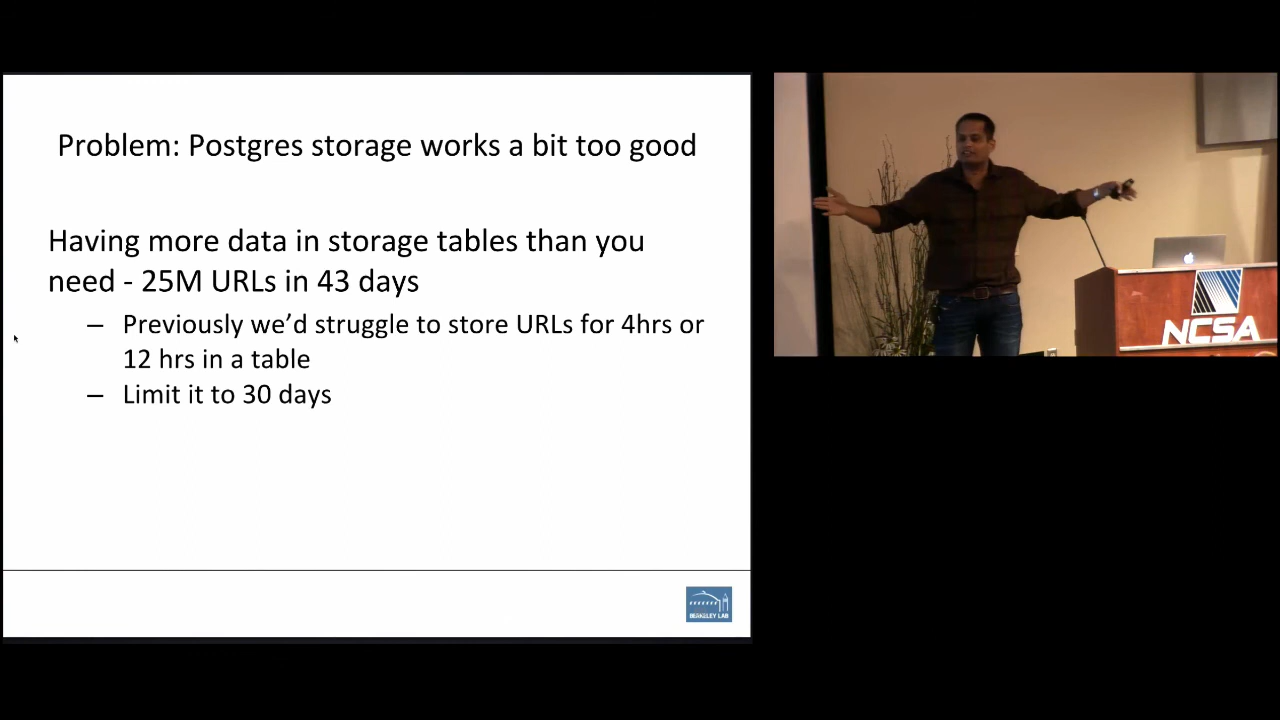 Problem: Postgres storage works a bit too good
Having more data in storage tables than you
need - 25M URLs in 43 days
– Previously we’d struggle to store URLs for 4hrs or
12 hrs in a table
– Limit it to 30 days
BERKELEY LAB
NCSA